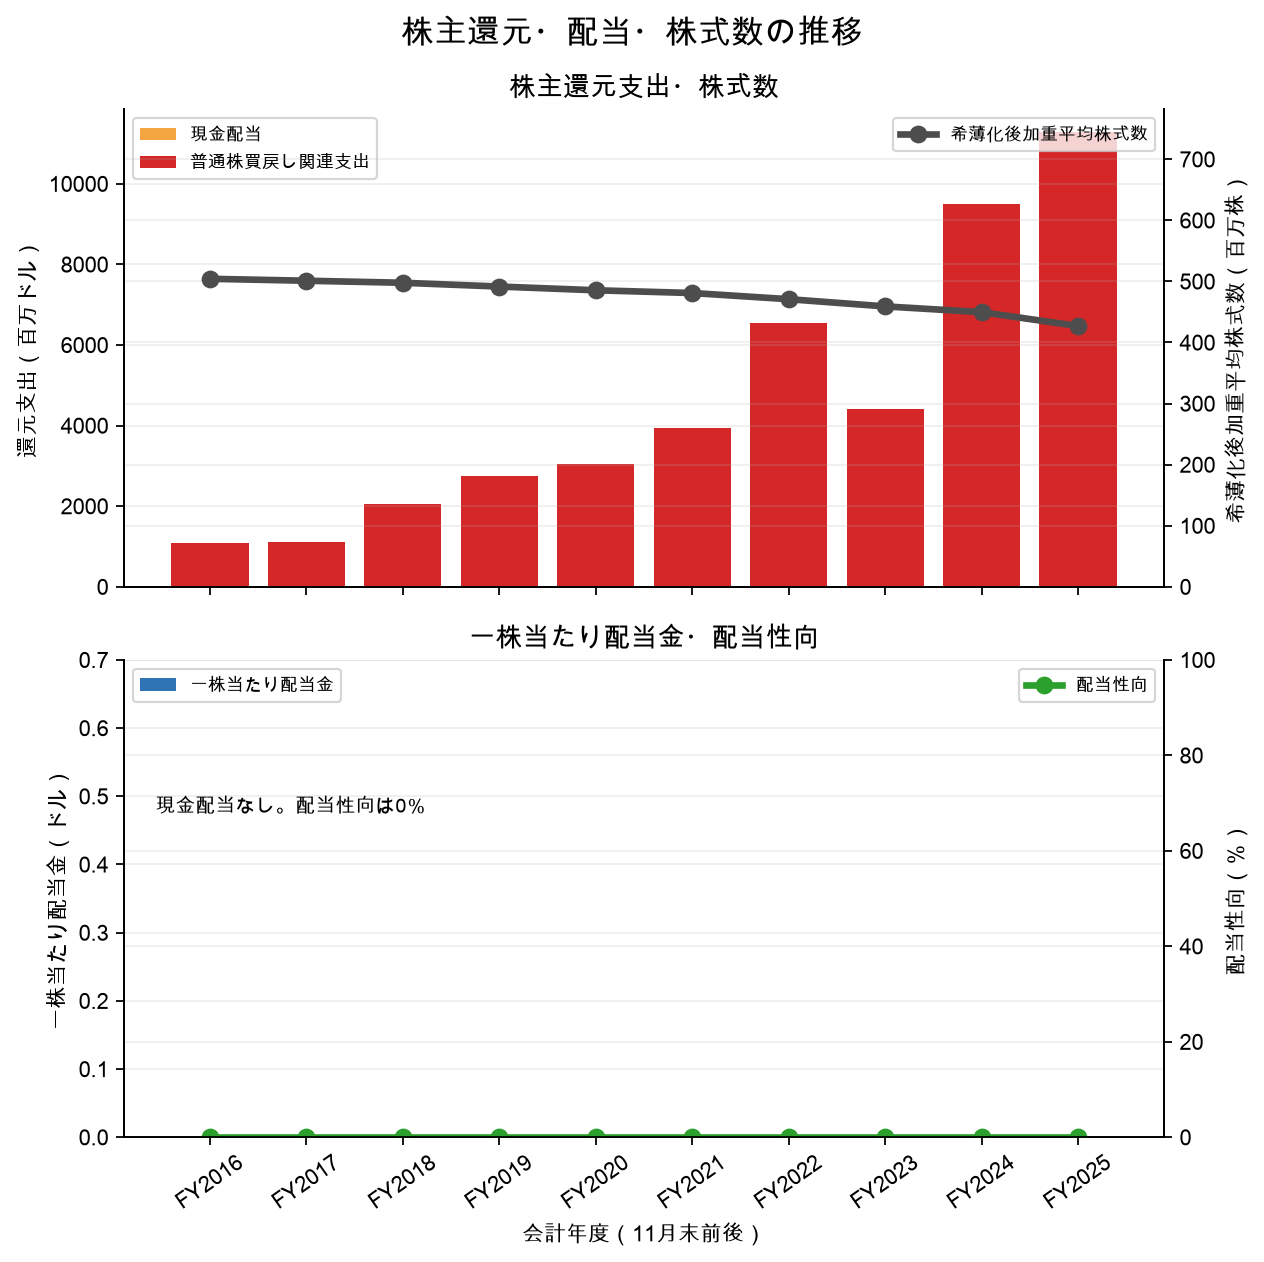 株主還元・配当・株式数の推移
株主還元支出・株式数
現金配当
普通株買戻し関連支出
希薄化後加重平均株式数
還元支出（百万ドル）
10000
8000
6000
4000
2000
0
700
600
500
400
300
200
100
0
希薄化後加重平均株式数（百万株）
一株当たり配当金・配当性向
一株当たり配当金
配当性向
現金配当なし。配当性向は0%
一株当たり配当金（ドル）
0.7
0.6
0.5
0.4
0.3
0.2
0.1
0.0
100
80
60
40
20
0
配当性向（%）
FY2016
FY2017
FY2018
FY2019
FY2020
FY2021
FY2022
FY2023
FY2024
FY2025
会計年度（11月末前後）